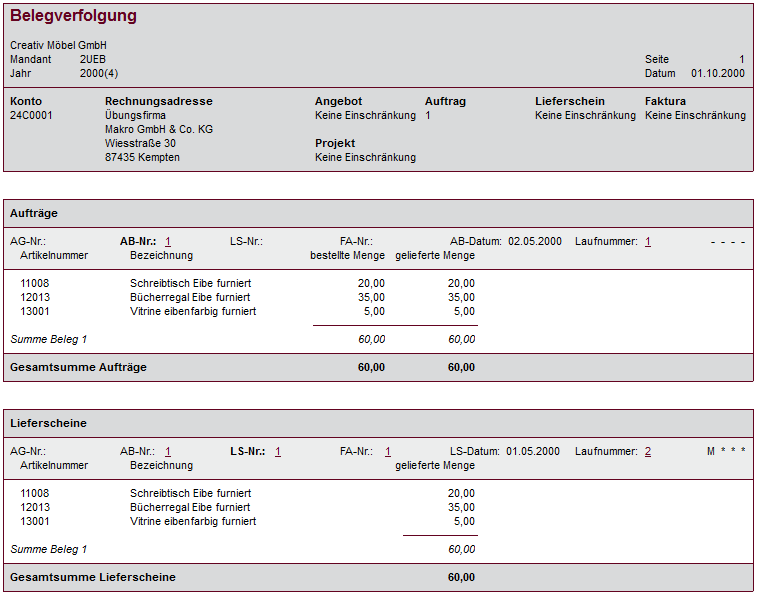 Belegverfolgung
Creativ Möbel GmbH
Mandant 2UEB Seite 1
Jahr 2000(4) Datum 01.10.2000
Konto Rechnungsadresse Angebot Auftrag Lieferschein Faktura
24C0001 Übungsfirma Keine Einschränkung 1 Keine Einschränkung Keine Einschränkung
Makro GmbH & Co. KG
Wiesstraße 30 Projekt
87435 Kempten Keine Einschränkung
Aufträge
AG-Nr.: AB-Nr.: 1 LS-Nr.: FA-Nr.: AB-Datum: 02.05.2000 Laufnummer: 1 - - - -
Artikelnummer Bezeichnung bestellte Menge gelieferte Menge
11008 Schreibtisch Eibe furniert 20,00 20,00
12013 Bücherregal Eibe furniert 35,00 35,00
13001 Vitrine eibenfarbig furniert 5,00 5,00
Summe Beleg 1 60,00 60,00
Gesamtsumme Aufträge 60,00 60,00
Lieferscheine
AG-Nr.: AB-Nr.: 1 LS-Nr.: 1 FA-Nr.: 1 LS-Datum: 01.05.2000 Laufnummer: 2 M * * *
Artikelnummer Bezeichnung gelieferte Menge
11008 Schreibtisch Eibe furniert 20,00
12013 Bücherregal Eibe furniert 35,00
13001 Vitrine eibenfarbig furniert 5,00
Summe Beleg 1 60,00
Gesamtsumme Lieferscheine 60,00